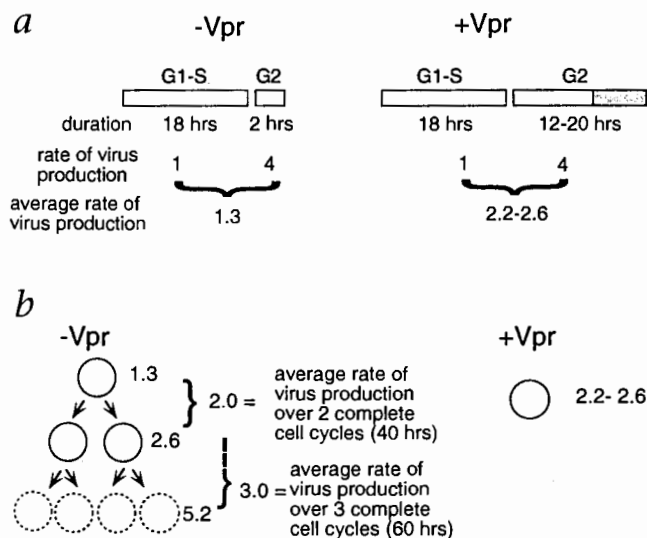 a
-Vpr
+Vpr
G1-S G2
G1-S G2
duration 18 hrs 2 hrs
18 hrs 12-20 hrs
rate of virus
production
1 4
1 4
average rate of
virus production
1.3
2.2-2.6
b
-Vpr
+Vpr
1.3
2.6
5.2
2.0 =
average rate of
virus production
over 2 complete
cell cycles (40 hrs)
3.0 =
average rate of
virus production
over 3 complete
cell cycles (60 hrs)
2.2- 2.6